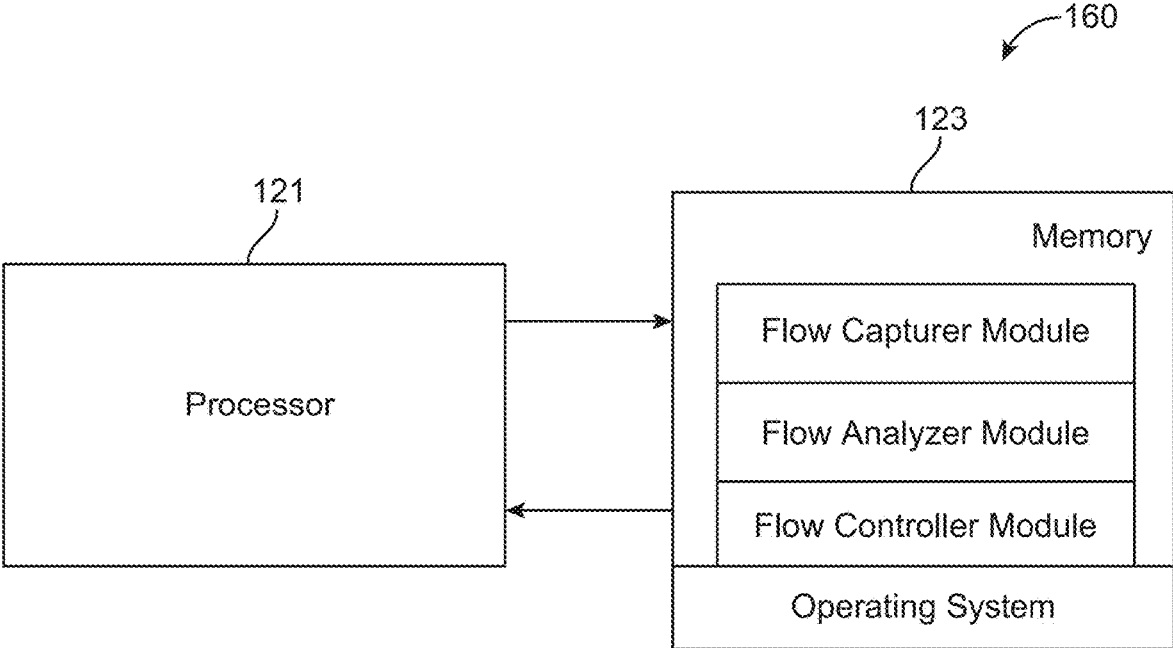 160
123
121
Memory
Flow Capturer Module
Processor
Flow Analyzer Module
Flow Controller Module
Operating System